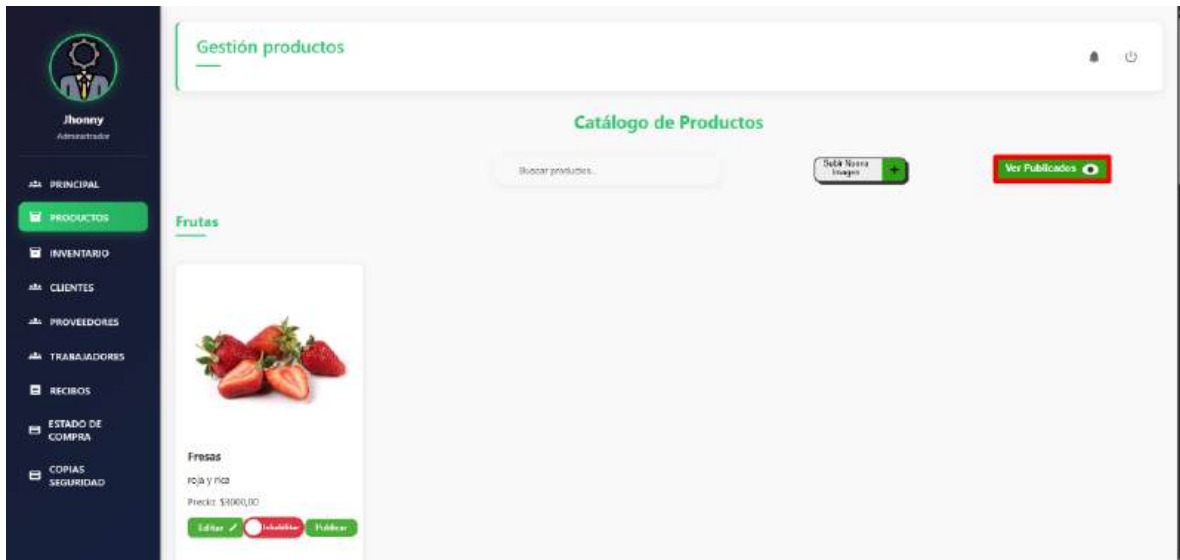 Gestión productos
Jhonny
Administrador
Catálogo de Productos
Buscar productos...
Subir Nueva
Imagen
+
Ver Publicados
PRINCIPAL
PRODUCTOS
INVENTARIO
CLIENTES
PROVEEDORES
TRABAJADORES
RECIBOS
ESTADO DE
COMPRA
COPIAS
SEGURIDAD
Frutas
Fresas
roja y rica
Precio: $3000,00
Editar
Inhabilitar
Publicar